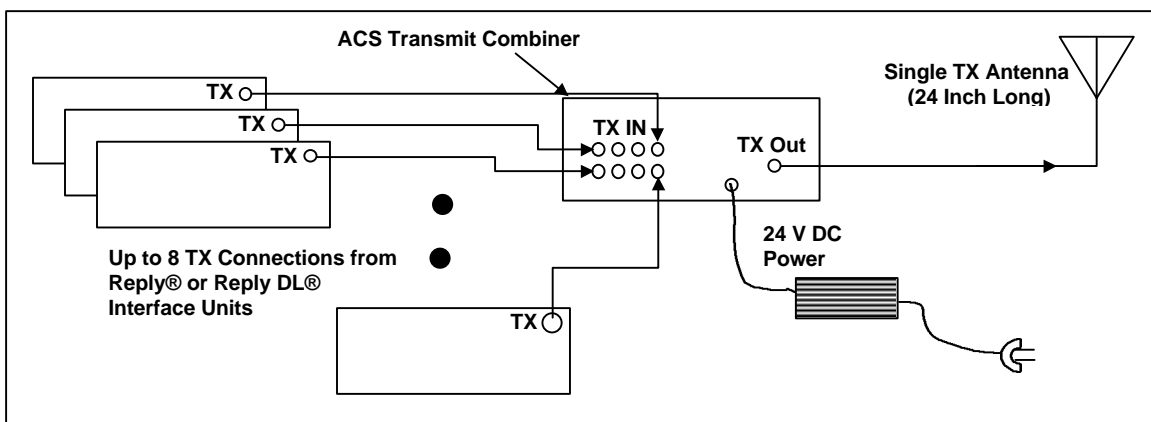 ACS Transmit Combiner
Single TX Antenna
(24 Inch Long)
TX
TX
TX
TX IN
TX Out
24 V DC
Power
Up to 8 TX Connections from
Reply® or Reply DL®
Interface Units
TX